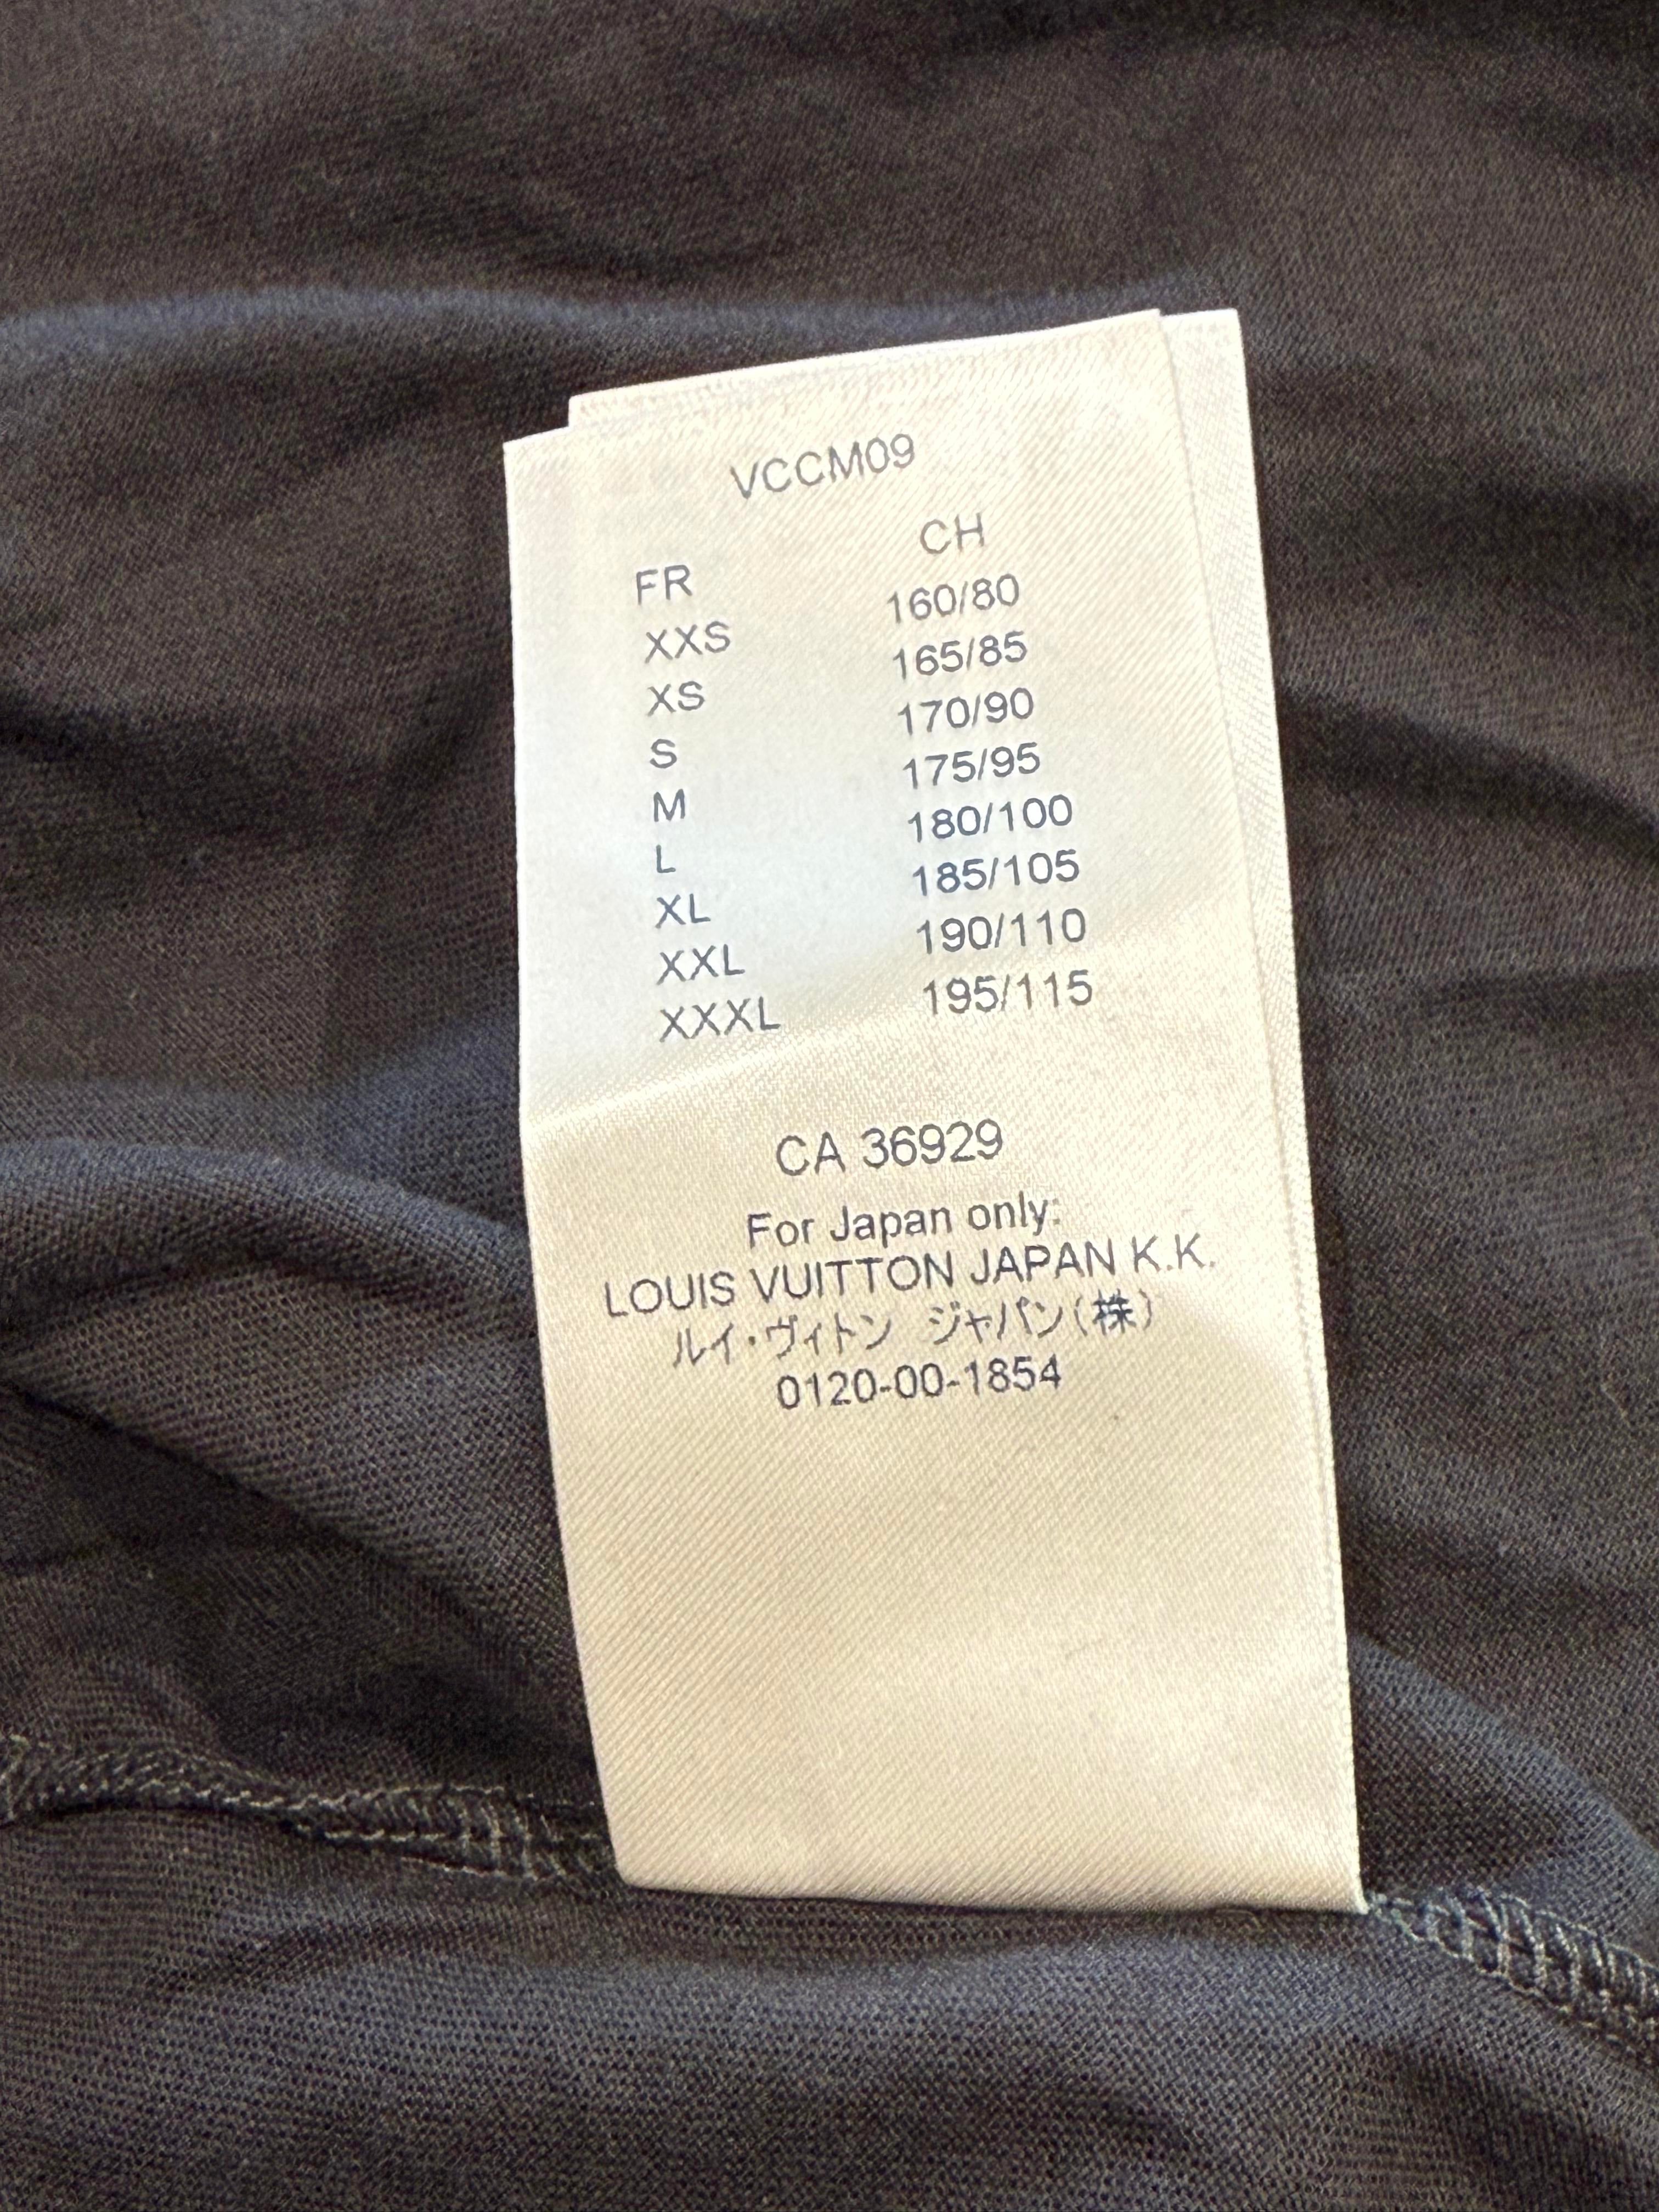 VCCM09
FR CH
XXS 160/80
XS 165/85
S 170/90
M 175/95
L 180/100
XL 185/105
XXL 190/110
XXXL 195/115
CA 36929
For Japan only:
LOUIS VUITTON JAPAN K.K.
ルイ・ヴィトン ジャパン(株)
0120-00-1854